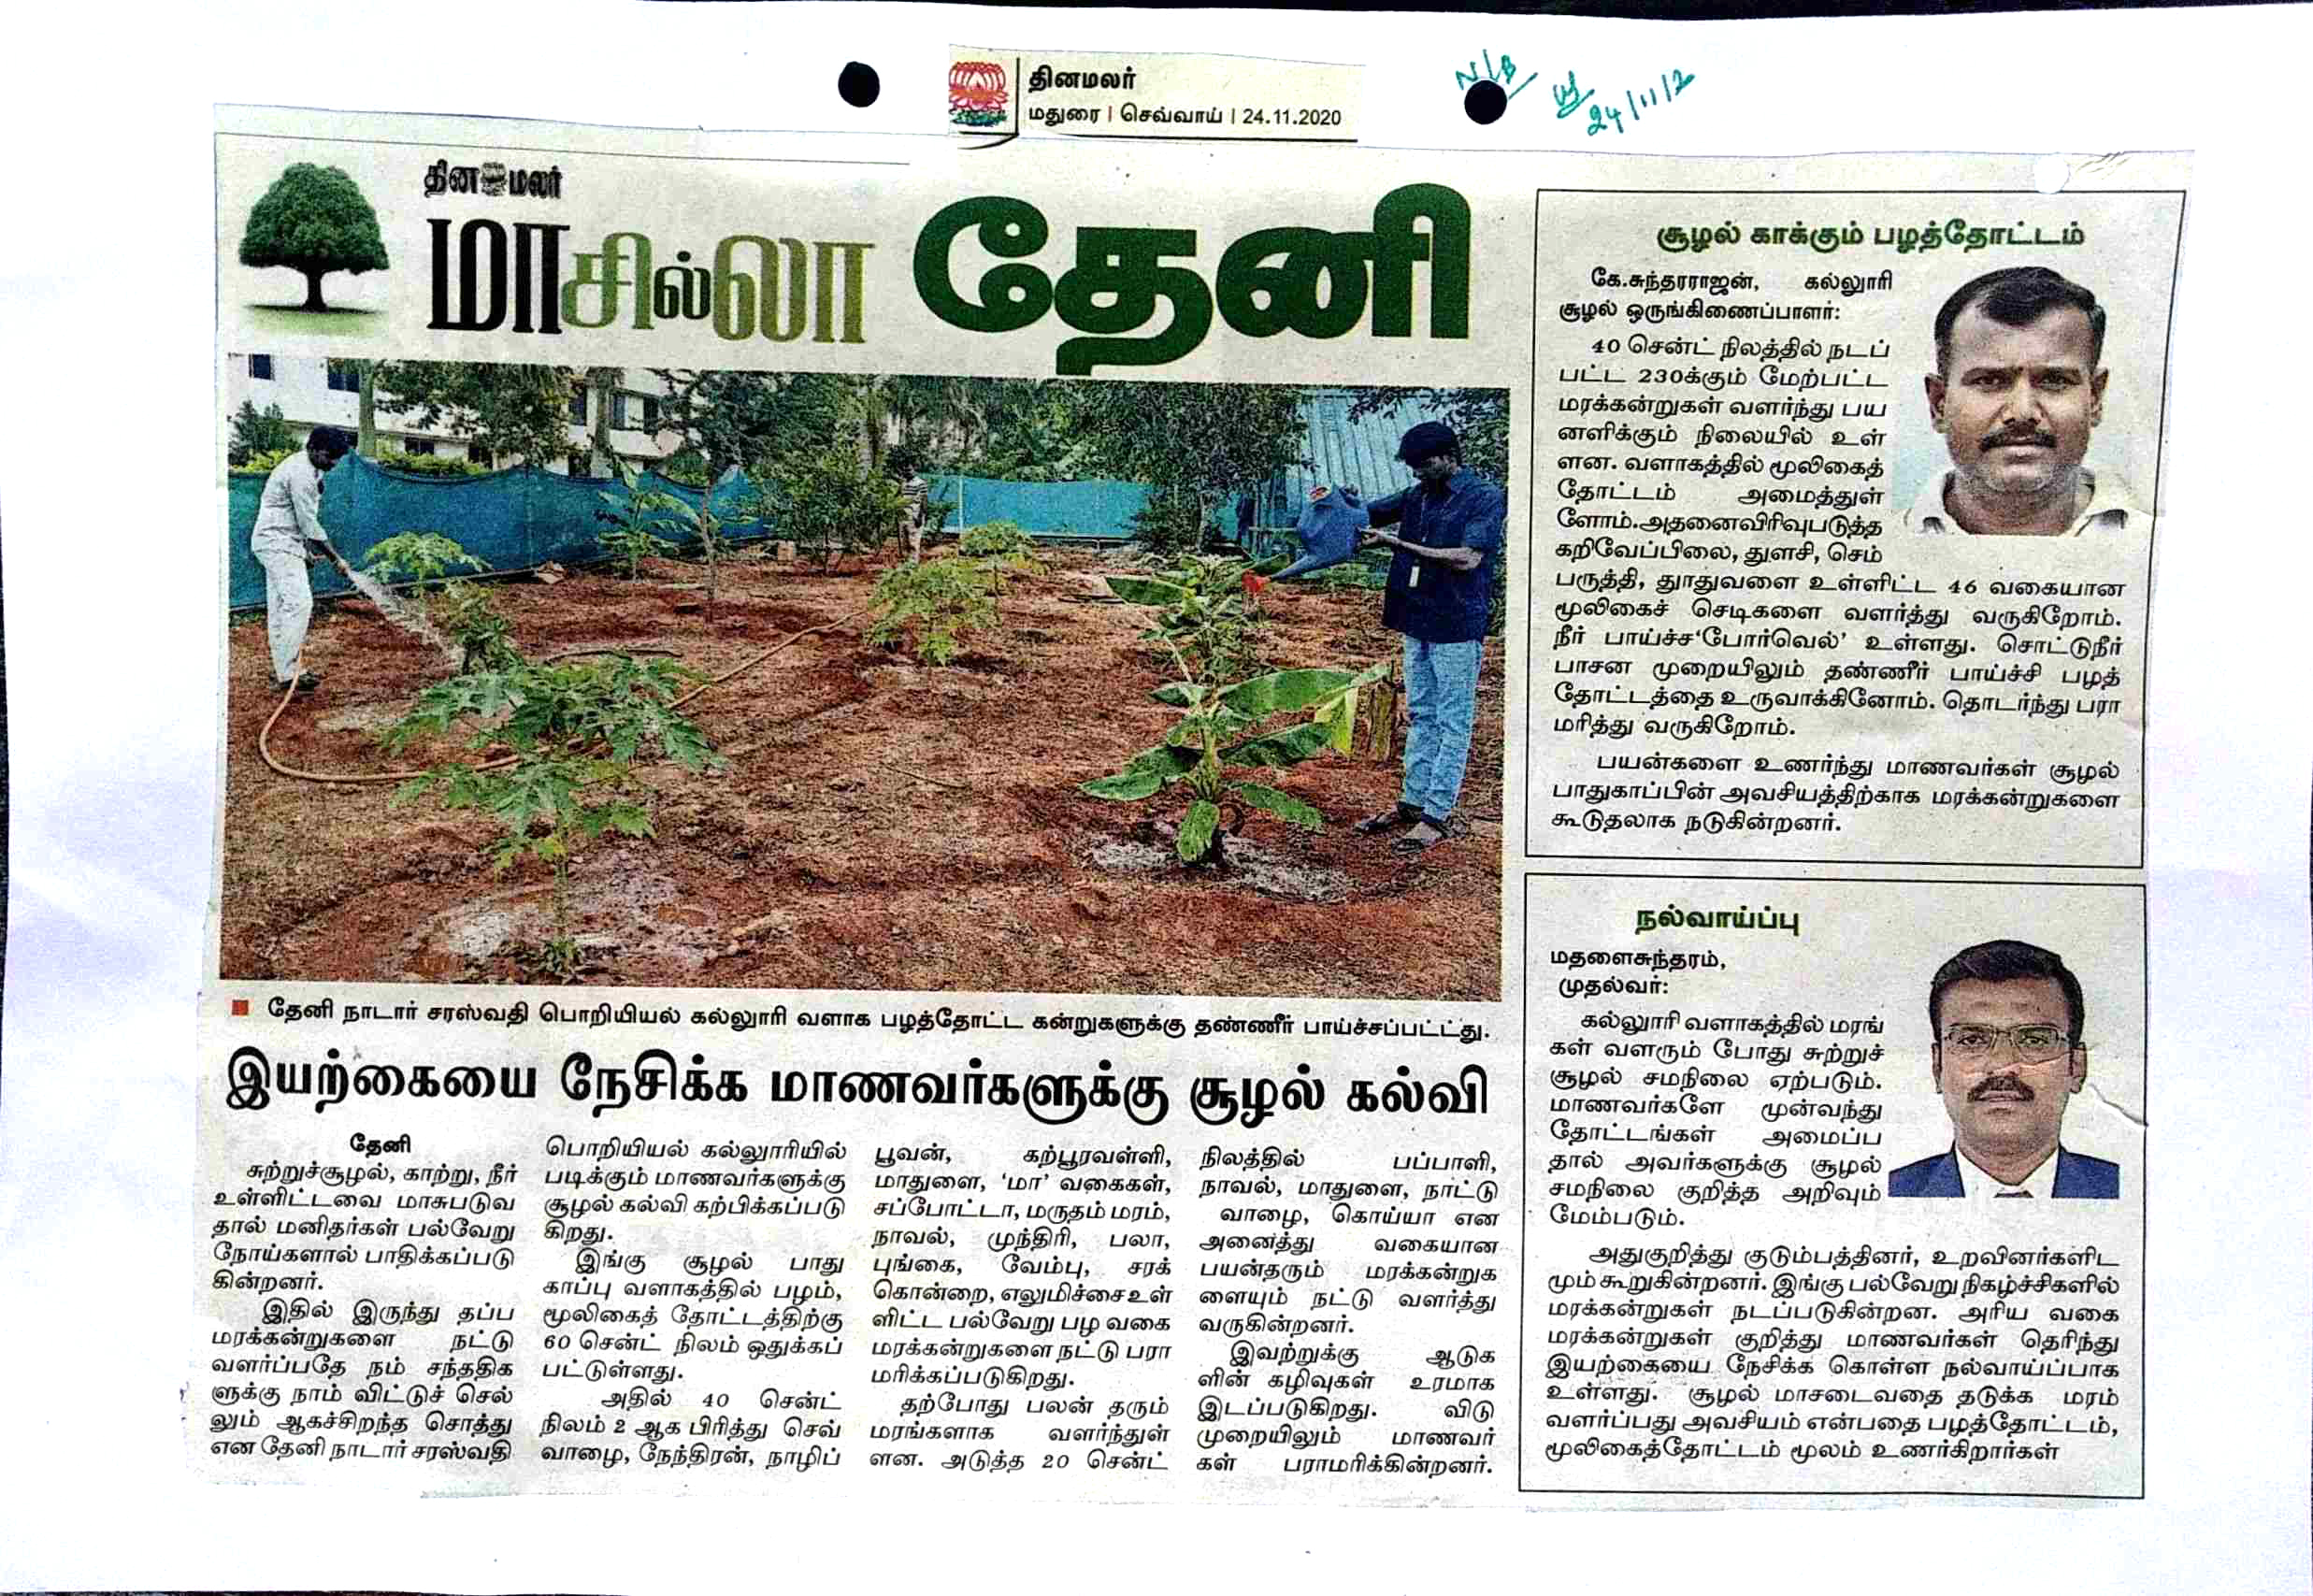 தினமலர்
மதுரை | செவ்வாய் | 24.11.2020
N/B
24/11/2
தினமலர்
மாசில்லா தேனி
■ தேனி நாடார் சரஸ்வதி பொறியியல் கல்லூரி வளாக பழத்தோட்ட கன்றுகளுக்கு தண்ணீர் பாய்ச்சப்பட்டது.
இயற்கையை நேசிக்க மாணவர்களுக்கு சூழல் கல்வி
தேனி
சுற்றுச்சூழல், காற்று, நீர்
உள்ளிட்டவை மாசுபடுவ
தால் மனிதர்கள் பல்வேறு
நோய்களால் பாதிக்கப்படு
கின்றனர்.
இதில் இருந்து தப்ப
மரக்கன்றுகளை நட்டு
வளர்ப்பதே நம் சந்ததிக
ளுக்கு நாம் விட்டுச் செல்
லும் ஆகச்சிறந்த சொத்து
என தேனி நாடார் சரஸ்வதி
பொறியியல் கல்லூரியில்
படிக்கும் மாணவர்களுக்கு
சூழல் கல்வி கற்பிக்கப்படு
கிறது.
இங்கு சூழல் பாது
காப்பு வளாகத்தில் பழம்,
மூலிகைத் தோட்டத்திற்கு
60 சென்ட் நிலம் ஒதுக்கப்
பட்டுள்ளது.
அதில் 40 சென்ட்
நிலம் 2 ஆக பிரித்து செவ்
வாழை, நேந்திரன், நாழிப்
பூவன், கற்பூரவள்ளி,
மாதுளை, ‘மா’ வகைகள்,
சப்போட்டா, மருதம் மரம்,
நாவல், முந்திரி, பலா,
புங்கை, வேம்பு, சரக்
கொன்றை, எலுமிச்சை உள்
ளிட்ட பல்வேறு பழ வகை
மரக்கன்றுகளை நட்டு பரா
மரிக்கப்படுகிறது.
தற்போது பலன் தரும்
மரங்களாக வளர்ந்துள்
ளன. அடுத்த 20 சென்ட்
நிலத்தில் பப்பாளி,
நாவல், மாதுளை, நாட்டு
வாழை, கொய்யா என
அனைத்து வகையான
பயன்தரும் மரக்கன்றுக
ளையும் நட்டு வளர்த்து
வருகின்றனர்.
இவற்றுக்கு ஆடுக
ளின் கழிவுகள் உரமாக
இடப்படுகிறது. விடு
முறையிலும் மாணவர்
கள் பராமரிக்கின்றனர்.
சூழல் காக்கும் பழத்தோட்டம்
கே.சுந்தரராஜன், கல்லூரி
சூழல் ஒருங்கிணைப்பாளர்:
40 சென்ட் நிலத்தில் நடப்
பட்ட 230க்கும் மேற்பட்ட
மரக்கன்றுகள் வளர்ந்து பய
னளிக்கும் நிலையில் உள்
ளன. வளாகத்தில் மூலிகைத்
தோட்டம் அமைத்துள்
ளோம்.அதனைவிரிவுபடுத்த
கறிவேப்பிலை, துளசி, செம்
பருத்தி, தூதுவளை உள்ளிட்ட 46 வகையான
மூலிகைச் செடிகளை வளர்த்து வருகிறோம்.
நீர் பாய்ச்ச‘போர்வெல்’ உள்ளது. சொட்டுநீர்
பாசன முறையிலும் தண்ணீர் பாய்ச்சி பழத்
தோட்டத்தை உருவாக்கினோம். தொடர்ந்து பரா
மரித்து வருகிறோம்.
பயன்களை உணர்ந்து மாணவர்கள் சூழல்
பாதுகாப்பின் அவசியத்திற்காக மரக்கன்றுகளை
கூடுதலாக நடுகின்றனர்.
நல்வாய்ப்பு
மதளைசுந்தரம்,
முதல்வர்:
கல்லூரி வளாகத்தில் மரங்
கள் வளரும் போது சுற்றுச்
சூழல் சமநிலை ஏற்படும்.
மாணவர்களே முன்வந்து
தோட்டங்கள் அமைப்ப
தால் அவர்களுக்கு சூழல்
சமநிலை குறித்த அறிவும்
மேம்படும்.
அதுகுறித்து குடும்பத்தினர், உறவினர்களிட
மும் கூறுகின்றனர். இங்கு பல்வேறு நிகழ்ச்சிகளில்
மரக்கன்றுகள் நடப்படுகின்றன. அரிய வகை
மரக்கன்றுகள் குறித்து மாணவர்கள் தெரிந்து
இயற்கையை நேசிக்க கொள்ள நல்வாய்ப்பாக
உள்ளது. சூழல் மாசடைவதை தடுக்க மரம்
வளர்ப்பது அவசியம் என்பதை பழத்தோட்டம்,
மூலிகைத்தோட்டம் மூலம் உணர்கிறார்கள்